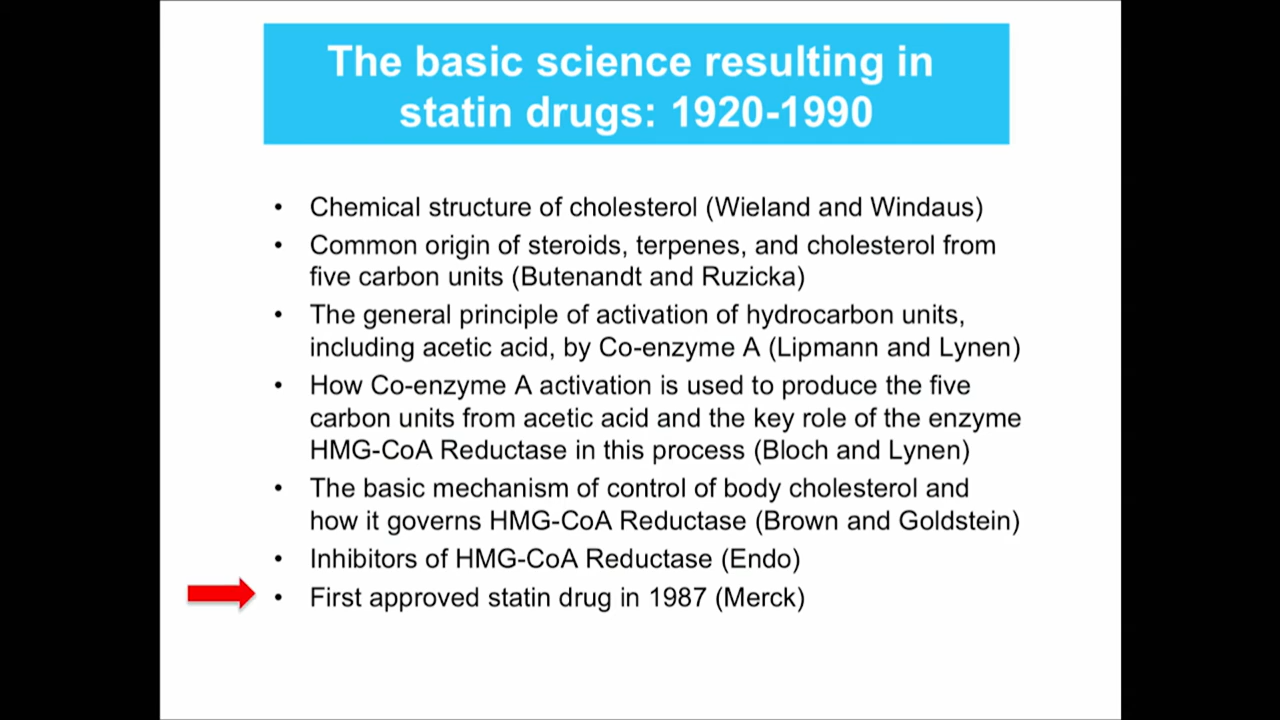 The basic science resulting in
statin drugs: 1920-1990
• Chemical structure of cholesterol (Wieland and Windaus)
• Common origin of steroids, terpenes, and cholesterol from
five carbon units (Butenandt and Ruzicka)
• The general principle of activation of hydrocarbon units,
including acetic acid, by Co-enzyme A (Lipmann and Lynen)
• How Co-enzyme A activation is used to produce the five
carbon units from acetic acid and the key role of the enzyme
HMG-CoA Reductase in this process (Bloch and Lynen)
• The basic mechanism of control of body cholesterol and
how it governs HMG-CoA Reductase (Brown and Goldstein)
• Inhibitors of HMG-CoA Reductase (Endo)
• First approved statin drug in 1987 (Merck)